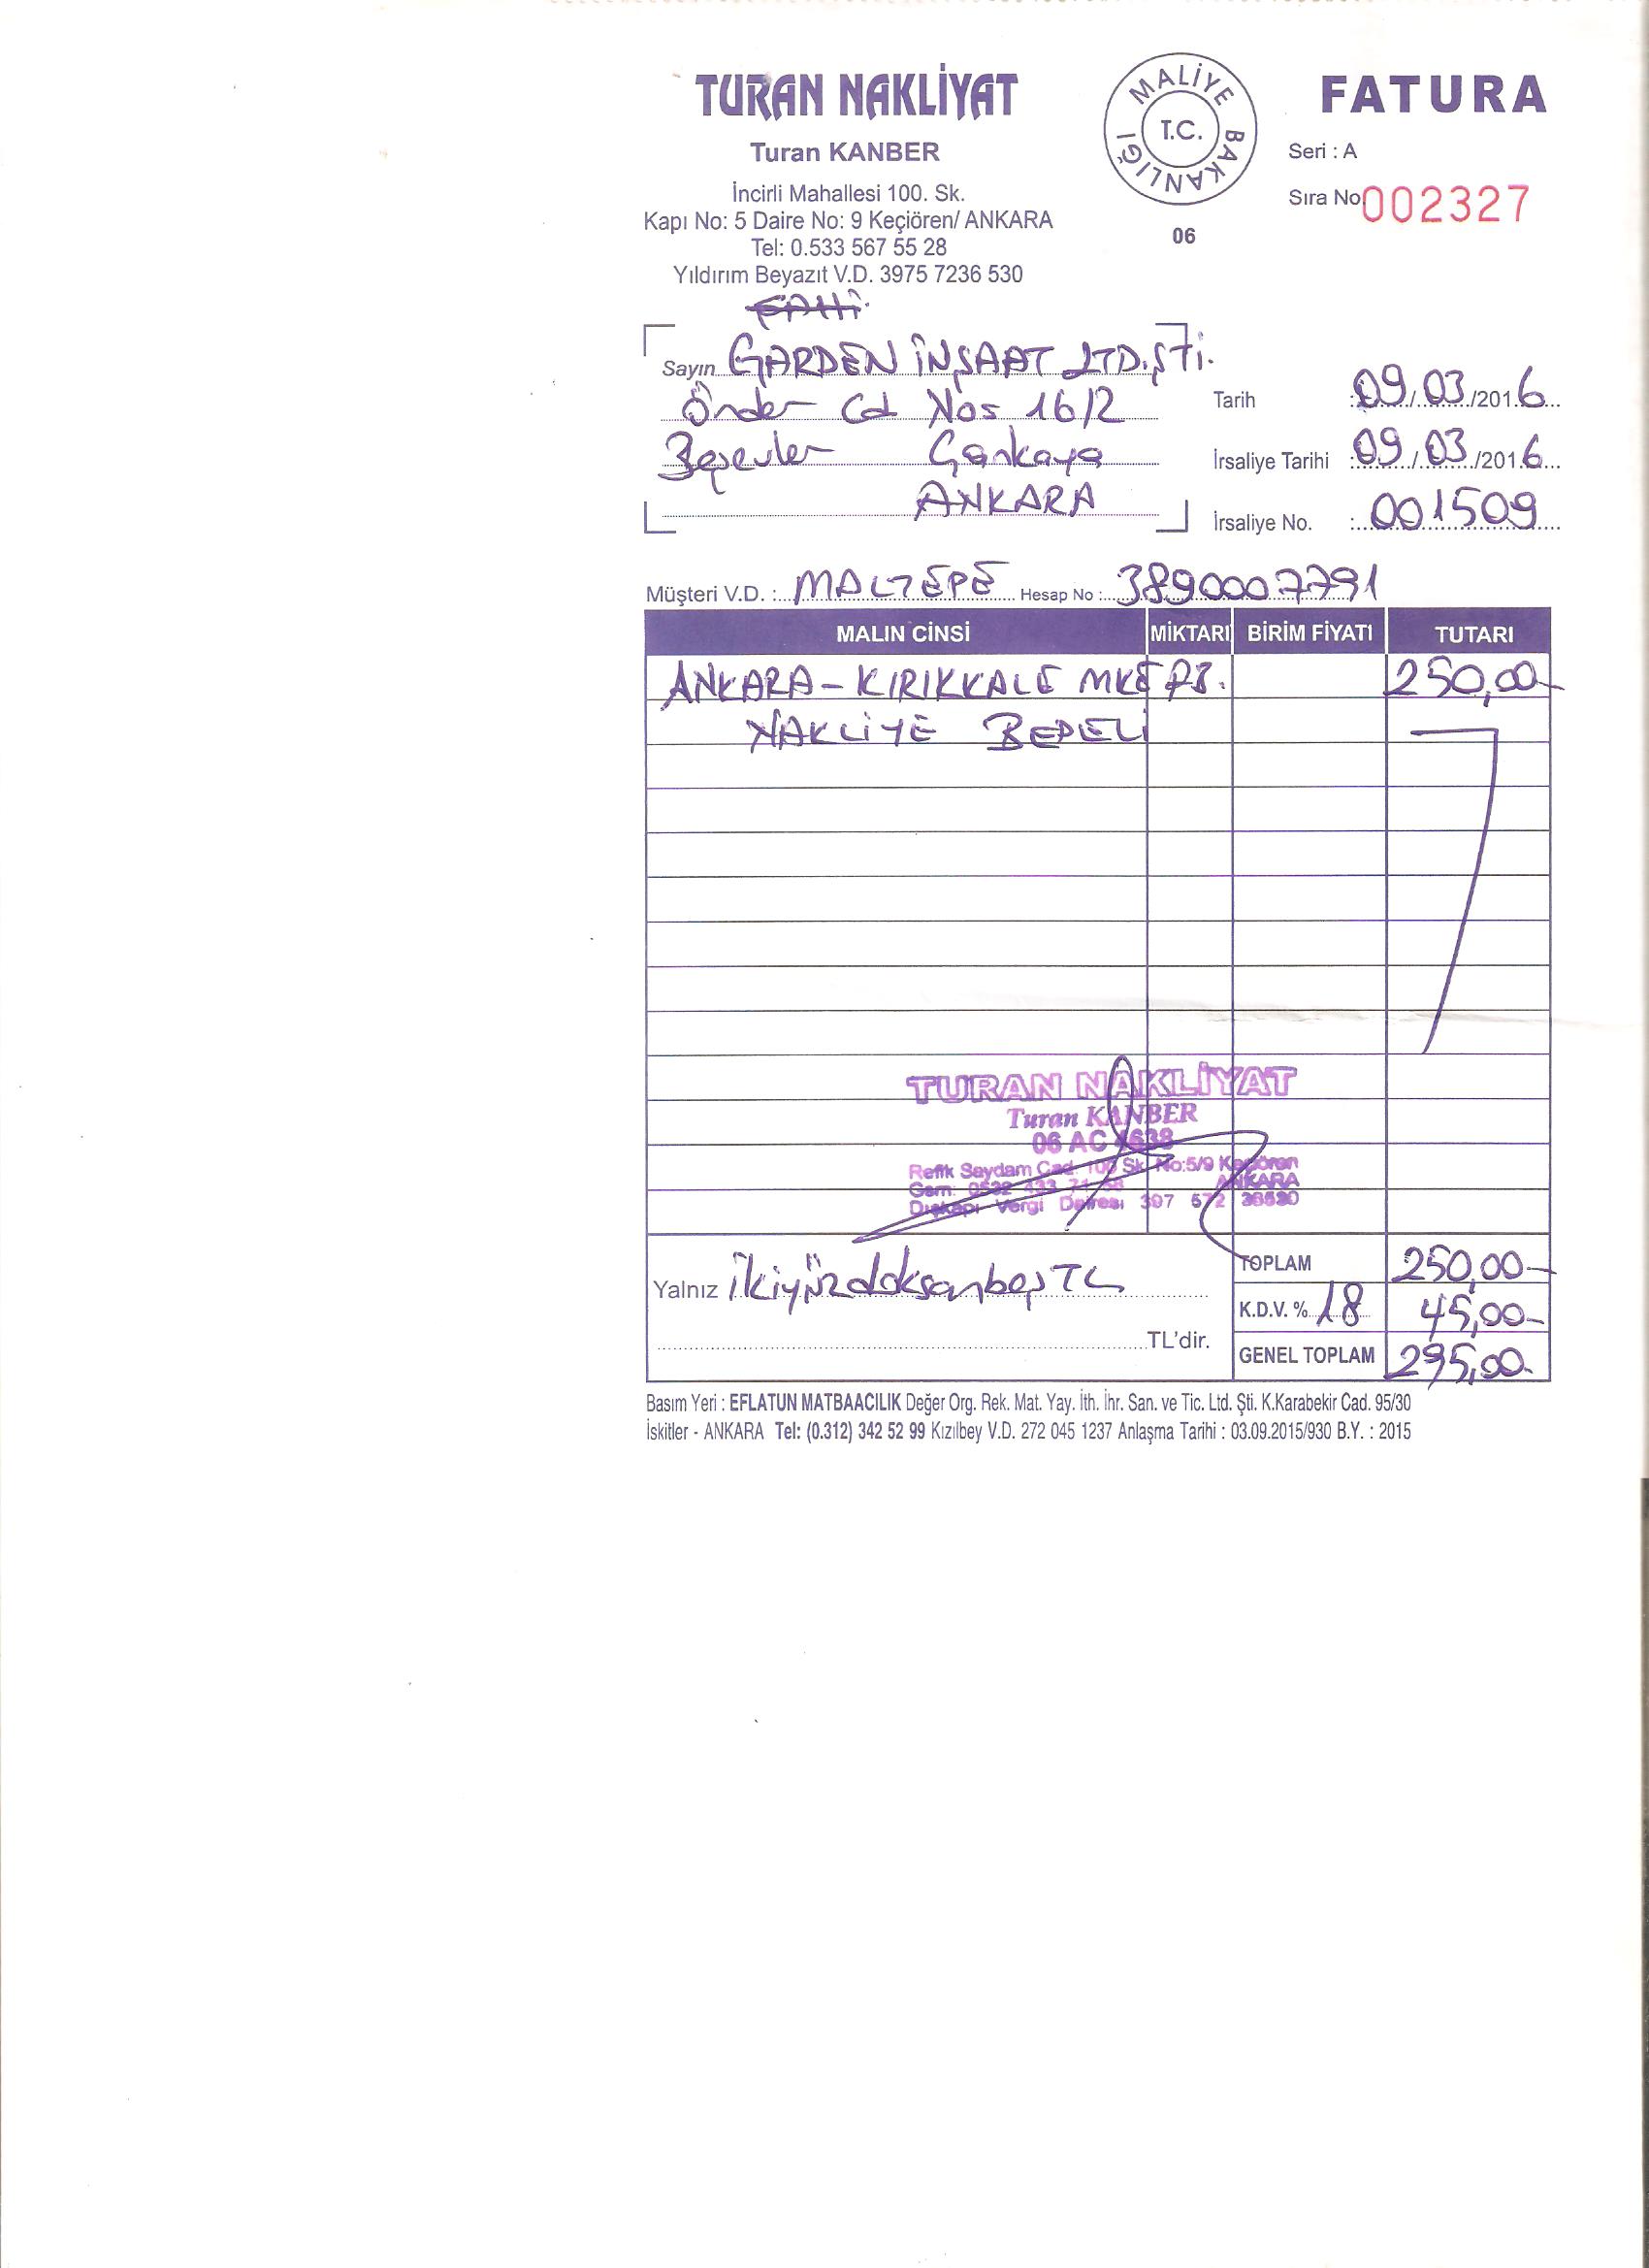 TURAN NAKLİYAT
Turan KANBER
İncirli Mahallesi 100. Sk.
Kapı No: 5 Daire No: 9 Keçiören/ ANKARA
Tel: 0.533 567 55 28
Yıldırım Beyazıt V.D. 3975 7236 530
T.C. MALİYE BAKANLIĞI
06
FATURA
Seri : A
Sıra No. 002327
Sayın GARDEN İNŞAAT LTD.ŞTİ.
Önder Cd No: 16/2
Beşevler Çankaya
ANKARA
Tarih : 09/03/2016
İrsaliye Tarihi : 09/03/2016
İrsaliye No. : 001509
Müşteri V.D. : MALTEPE Hesap No : 3890007791
MALIN CİNSİ MİKTARI BİRİM FİYATI TUTARI
ANKARA-KIRIKKALE MKE 250,00
NAKLİYE BEDELİ
TURAN NAKLİYAT
Turan KANBER
06 AC 4638
Refik Saydam Cad. 100 Sk. No:5/9 Keçiören
ANKARA
Gsm: 0532 433
Dışkapı Vergi Dairesi 397 572 36530
Yalnız ikiyüzdoksanbeş TL
TL'dir.
TOPLAM 250,00
K.D.V. % 18 45,00
GENEL TOPLAM 295,00
Basım Yeri : EFLATUN MATBAACILIK Değer Org. Rek. Mat. Yay. İth. İhr. San. ve Tic. Ltd. Şti. K.Karabekir Cad. 95/30
İskitler - ANKARA Tel: (0.312) 342 52 99 Kızılbey V.D. 272 045 1237 Anlaşma Tarihi : 03.09.2015/930 B.Y. : 2015